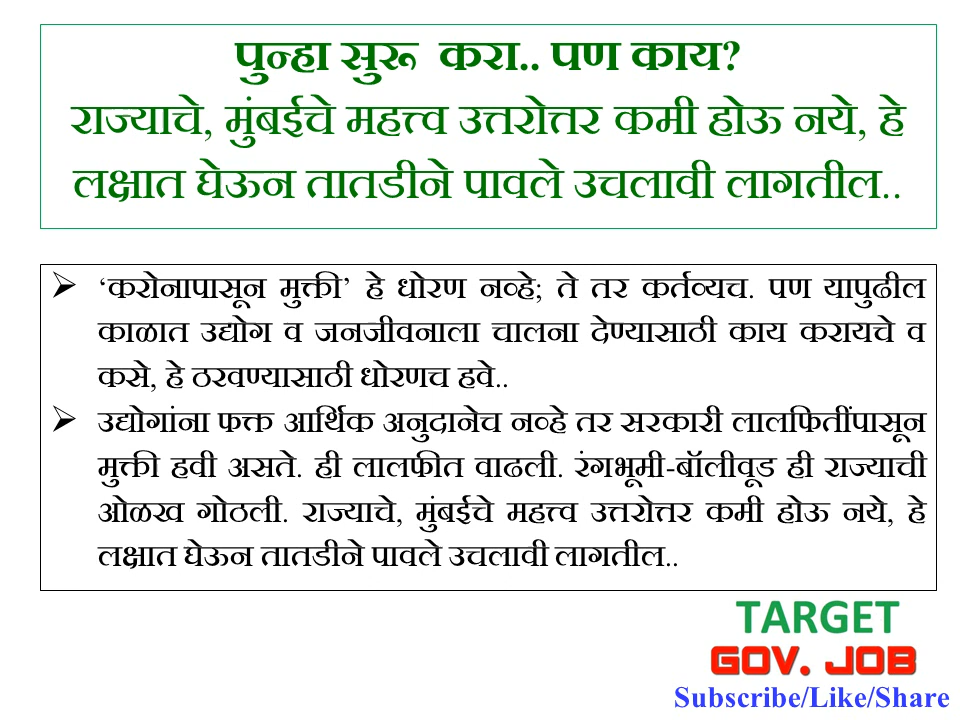 पुन्हा सुरू करा.. पण काय?
राज्याचे, मुंबईचे महत्त्व उत्तरोत्तर कमी होऊ नये, हे
लक्षात घेऊन तातडीने पावले उचलावी लागतील..
➢ ‘करोनापासून मुक्ती’ हे धोरण नव्हे; ते तर कर्तव्यच. पण यापुढील
काळात उद्योग व जनजीवनाला चालना देण्यासाठी काय करायचे व
कसे, हे ठरवण्यासाठी धोरणच हवे..
➢ उद्योगांना फक्त आर्थिक अनुदानेच नव्हे तर सरकारी लालफितींपासून
मुक्ती हवी असते. ही लालफीत वाढली. रंगभूमी-बॉलीवूड ही राज्याची
ओळख गोठली. राज्याचे, मुंबईचे महत्त्व उत्तरोत्तर कमी होऊ नये, हे
लक्षात घेऊन तातडीने पावले उचलावी लागतील..
TARGET
GOV. JOB
Subscribe/Like/Share